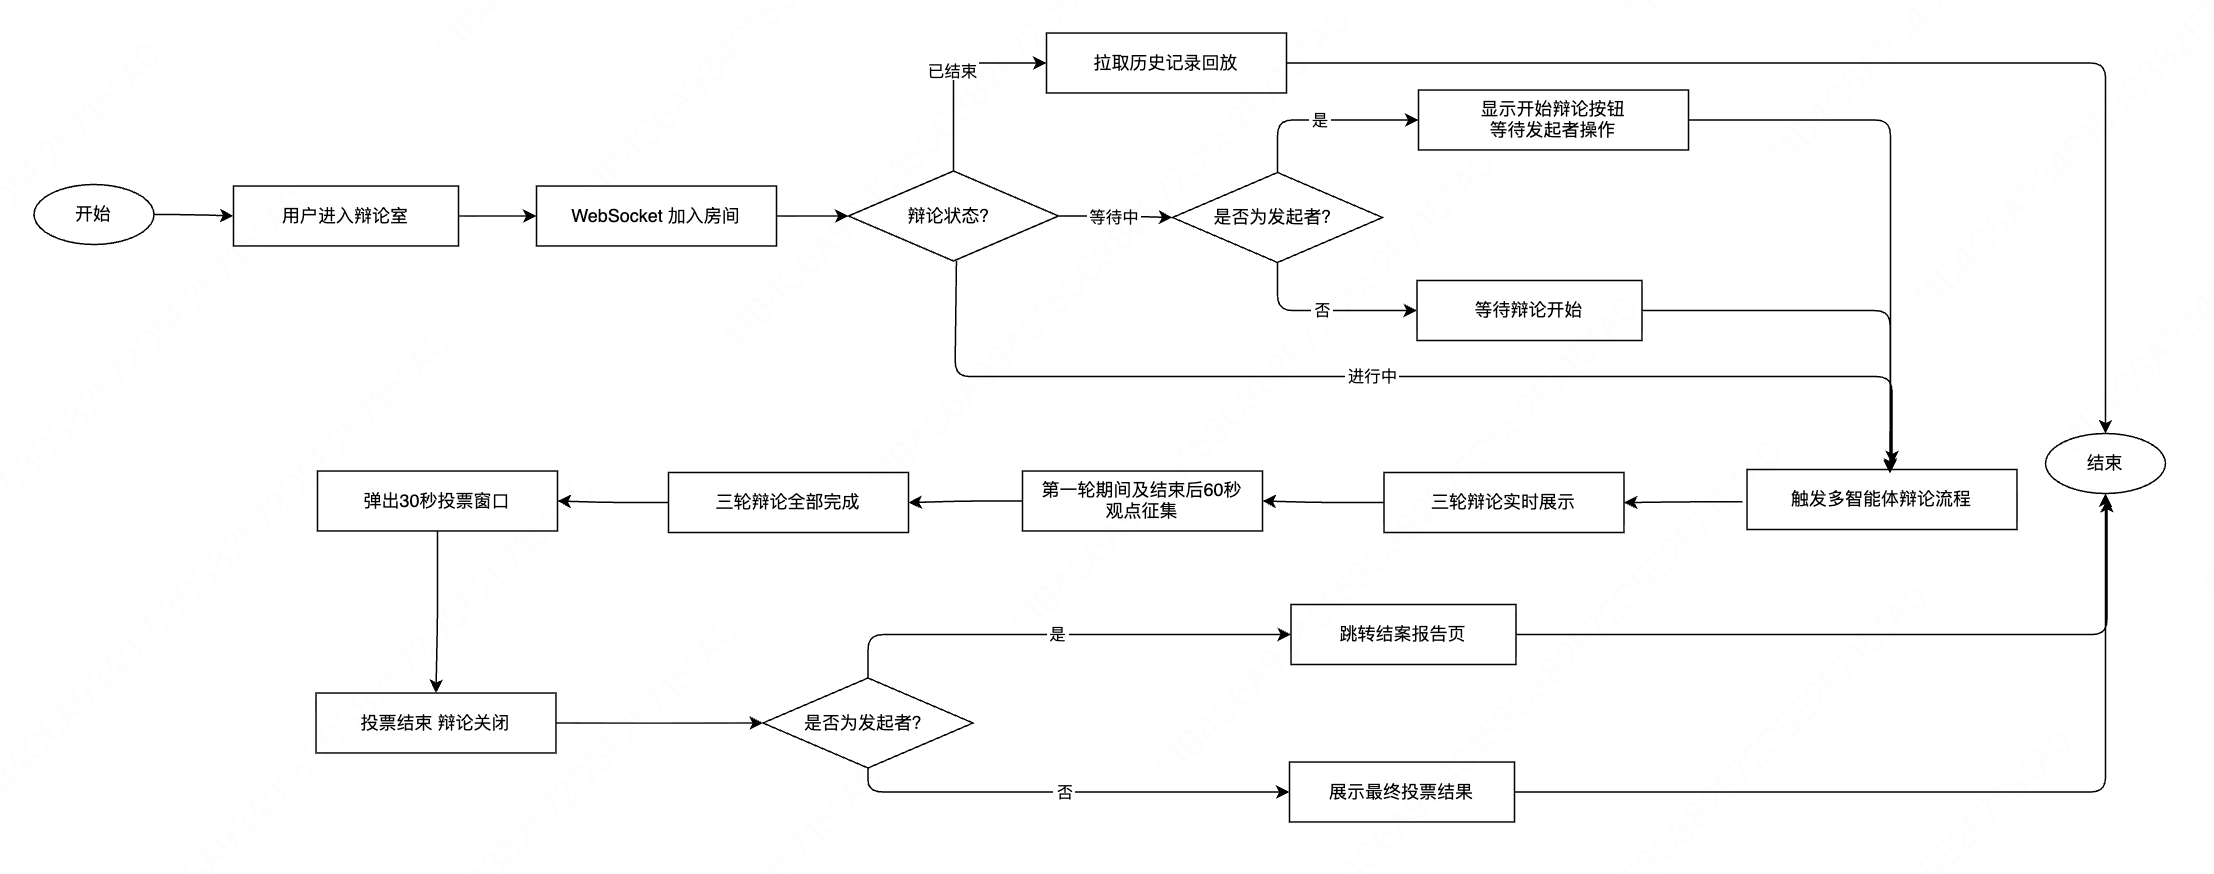 开始
用户进入辩论室
WebSocket 加入房间
辩论状态?
已结束
拉取历史记录回放
等待中
是否为发起者?
是
显示开始辩论按钮
等待发起者操作
否
等待辩论开始
进行中
结束
触发多智能体辩论流程
三轮辩论实时展示
第一轮期间及结束后60秒
观点征集
三轮辩论全部完成
弹出30秒投票窗口
投票结束 辩论关闭
是否为发起者?
是
跳转结案报告页
否
展示最终投票结果